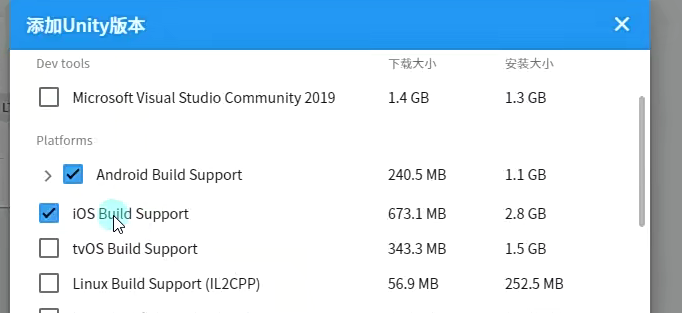 添加Unity版本
Dev tools 下载大小 安装大小
Microsoft Visual Studio Community 2019 1.4 GB 1.3 GB
Platforms
Android Build Support 240.5 MB 1.1 GB
iOS Build Support 673.1 MB 2.8 GB
tvOS Build Support 343.3 MB 1.5 GB
Linux Build Support (IL2CPP) 56.9 MB 252.5 MB